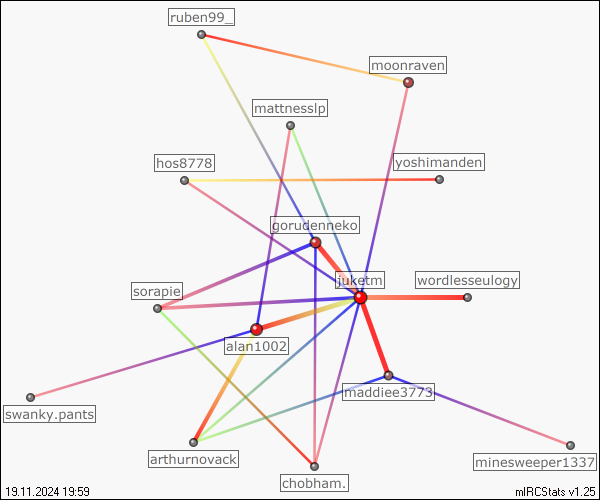 ruben99_
moonraven
mattnesslp
hos8778
yoshimanden
gorudenneko
juketm
wordlesseulogy
sorapie
alan1002
maddiee3773
swanky.pants
arthurnovack
minesweeper1337
chobham.
19.11.2024 19:59
mIRCStats v1.25